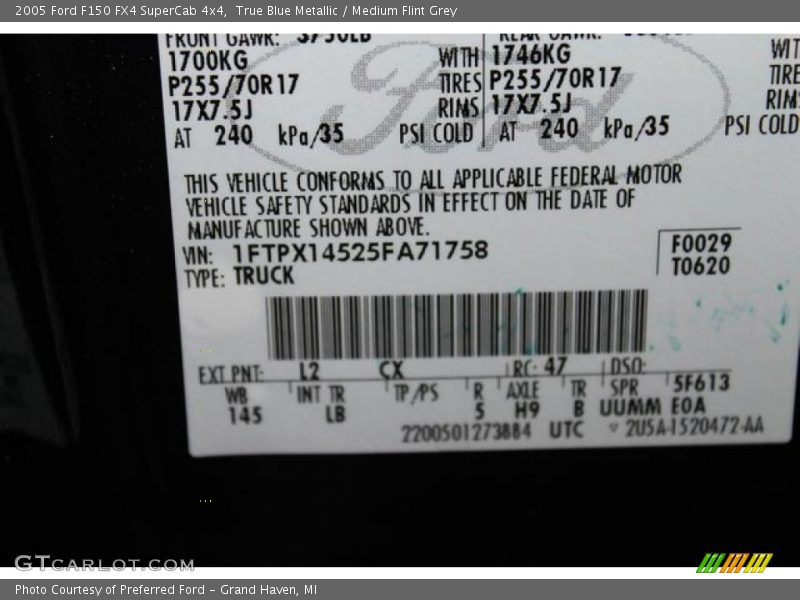 2005 Ford F150 FX4 SuperCab 4x4, True Blue Metallic / Medium Flint Grey
FRONT GAWR: 3750LB REAR GAWR:
1700KG WITH 1746KG WIT
P255/70R17 TIRES P255/70R17 TIRE
17X7.5J RIMS 17X7.5J RIM
AT 240 kPa/35 PSI COLD AT 240 kPa/35 PSI COLD
Ford
THIS VEHICLE CONFORMS TO ALL APPLICABLE FEDERAL MOTOR
VEHICLE SAFETY STANDARDS IN EFFECT ON THE DATE OF
MANUFACTURE SHOWN ABOVE.
VIN: 1FTPX14525FA71758 F0029
TYPE: TRUCK T0620
EXT PNT: L2 CX RC: 47 DSO:
WB INT TR TP/PS R AXLE TR SPR 5F613
145 LB 5 H9 B UUMM E0A
2200501273884 UTC ▽ 2U5A-1520472-AA
GTCARLOT.COM
Photo Courtesy of Preferred Ford – Grand Haven, MI